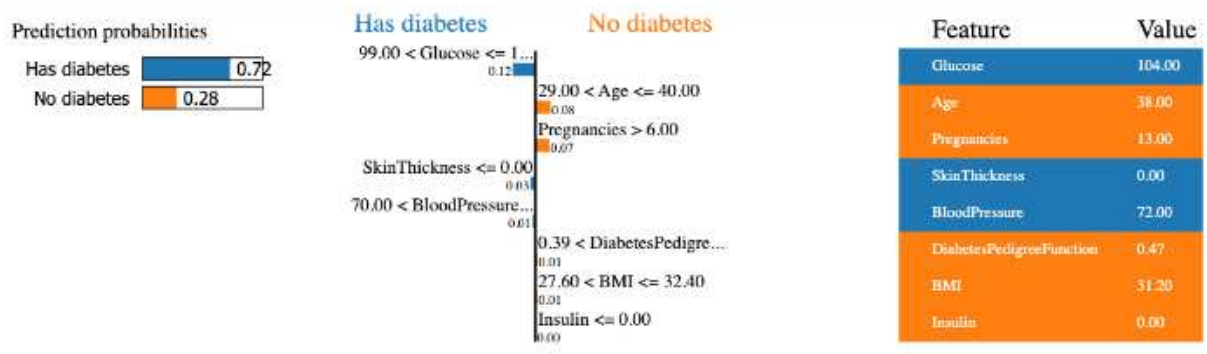 Prediction probabilities
Has diabetes 0.72
No diabetes 0.28
Has diabetes No diabetes
99.00 < Glucose <= 1...
0.12
29.00 < Age <= 40.00
0.08
Pregnancies > 6.00
0.07
SkinThickness <= 0.00
0.03
70.00 < BloodPressure...
0.01
0.39 < DiabetesPedigre...
0.01
27.60 < BMI <= 32.40
0.01
Insulin <= 0.00
0.00
Feature Value
Glucose 104.00
Age 38.00
Pregnancies 13.00
SkinThickness 0.00
BloodPressure 72.00
DiabetesPedigreeFunction 0.47
BMI 31.20
Insulin 0.00